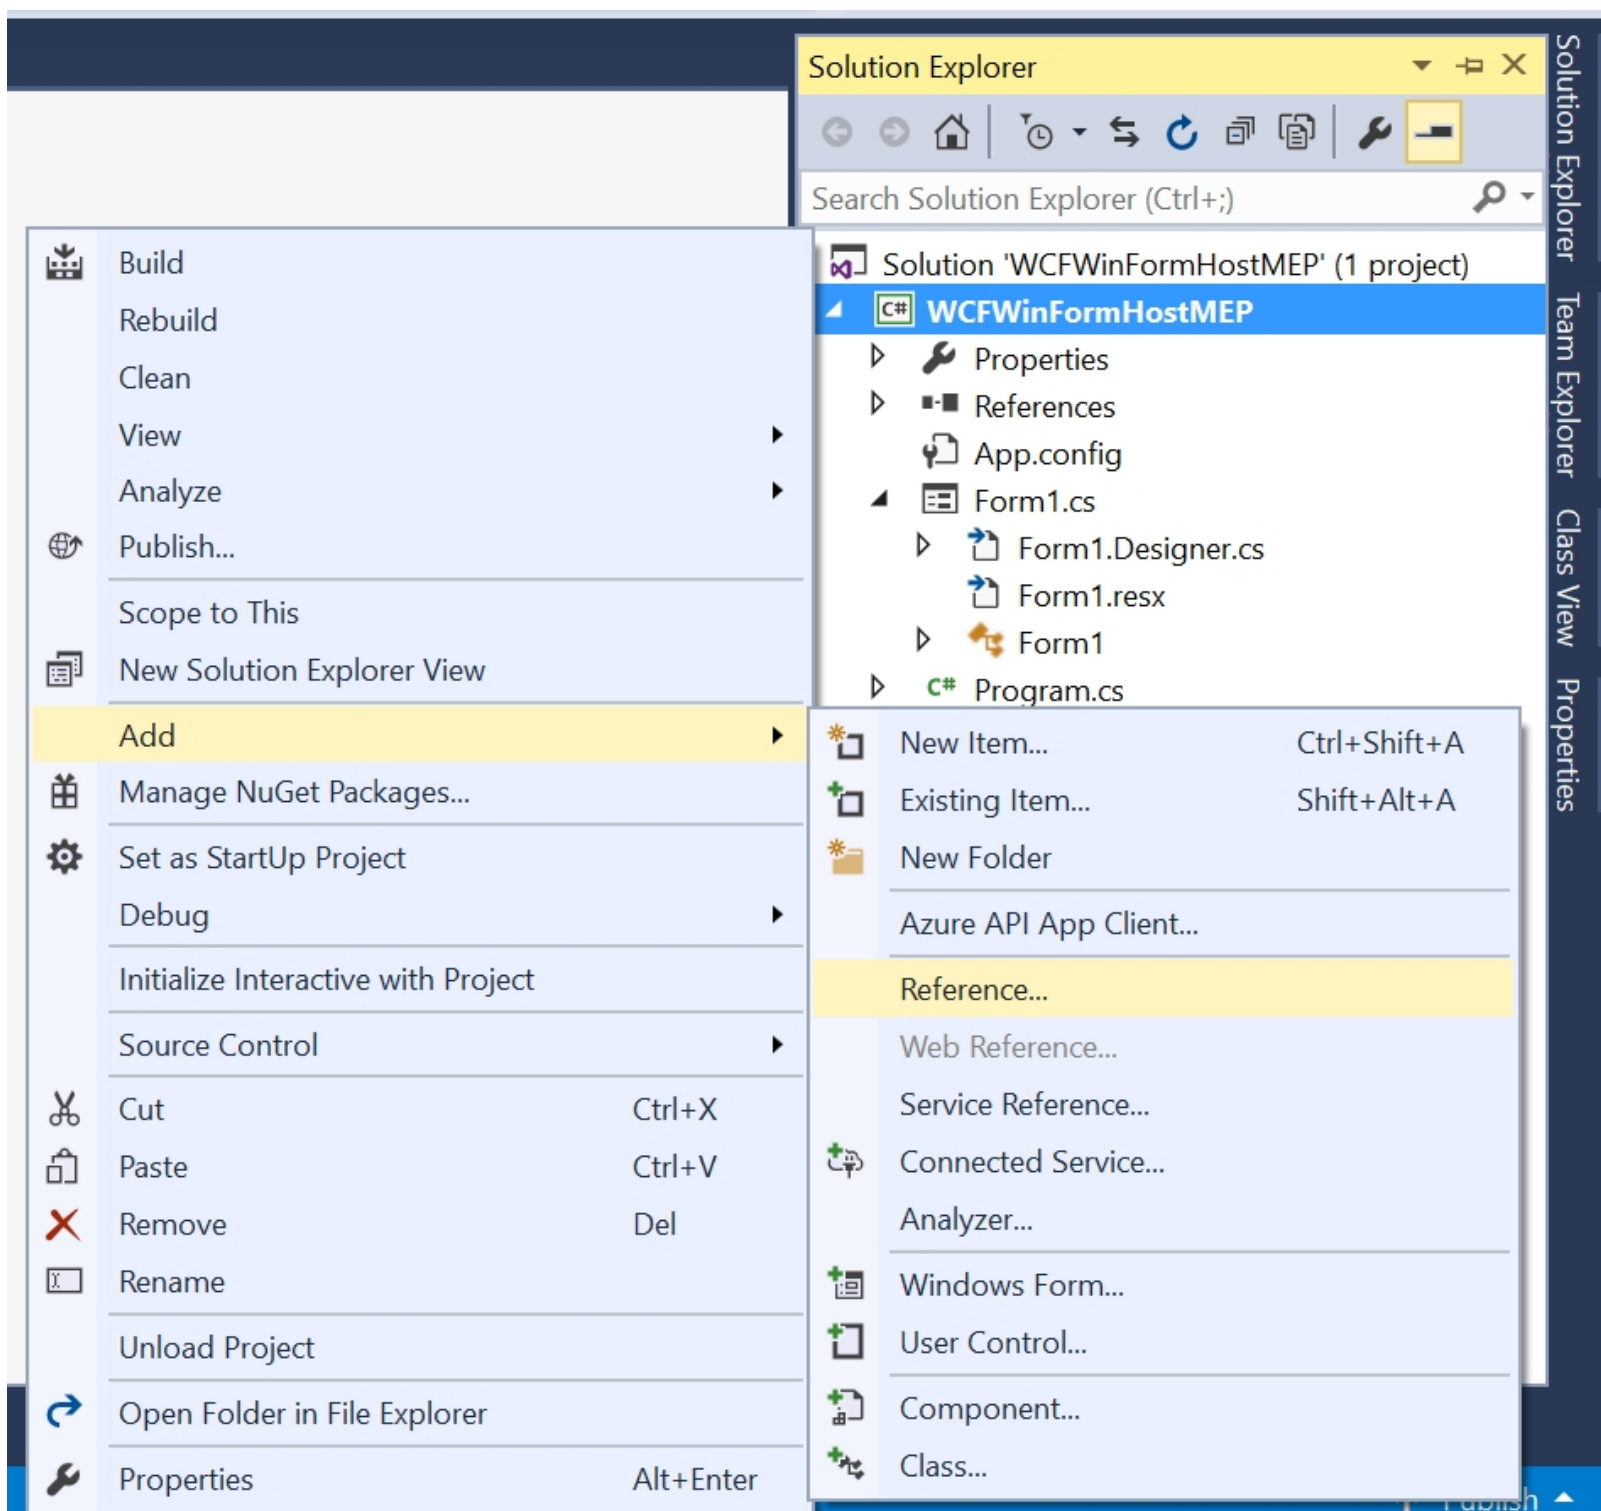 Solution Explorer
Search Solution Explorer (Ctrl+;)
Solution 'WCFWinFormHostMEP' (1 project)
C# WCFWinFormHostMEP
Properties
References
App.config
Form1.cs
Form1.Designer.cs
Form1.resx
Form1
C# Program.cs
Build
Rebuild
Clean
View
Analyze
Publish...
Scope to This
New Solution Explorer View
Add
Manage NuGet Packages...
Set as StartUp Project
Debug
Initialize Interactive with Project
Source Control
Cut Ctrl+X
Paste Ctrl+V
Remove Del
Rename
Unload Project
Open Folder in File Explorer
Properties Alt+Enter
New Item... Ctrl+Shift+A
Existing Item... Shift+Alt+A
New Folder
Azure API App Client...
Reference...
Web Reference...
Service Reference...
Connected Service...
Analyzer...
Windows Form...
User Control...
Component...
Class...
Solution Explorer
Team Explorer
Class View
Properties
Publish